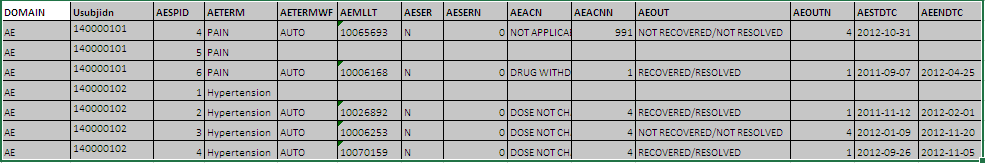 DOMAIN Usubjidn AESPID AETERM AETERMWF AEMLLT AESER AESERN AEACN AEACNN AEOUT AEOUTN AESTDTC AEENDTC
AE 140000101 4 PAIN AUTO 10065693 N 0 NOT APPLICA 991 NOT RECOVERED/NOT RESOLVED 4 2012-10-31
AE 140000101 5 PAIN
AE 140000101 6 PAIN AUTO 10006168 N 0 DRUG WITHD 1 RECOVERED/RESOLVED 1 2011-09-07 2012-04-25
AE 140000102 1 Hypertension
AE 140000102 2 Hypertension AUTO 10026892 N 0 DOSE NOT CH 4 RECOVERED/RESOLVED 1 2011-11-12 2012-02-01
AE 140000102 3 Hypertension AUTO 10006253 N 0 DOSE NOT CH 4 NOT RECOVERED/NOT RESOLVED 4 2012-01-09 2012-11-20
AE 140000102 4 Hypertension AUTO 10070159 N 0 DOSE NOT CH 4 RECOVERED/RESOLVED 1 2012-09-26 2012-11-05